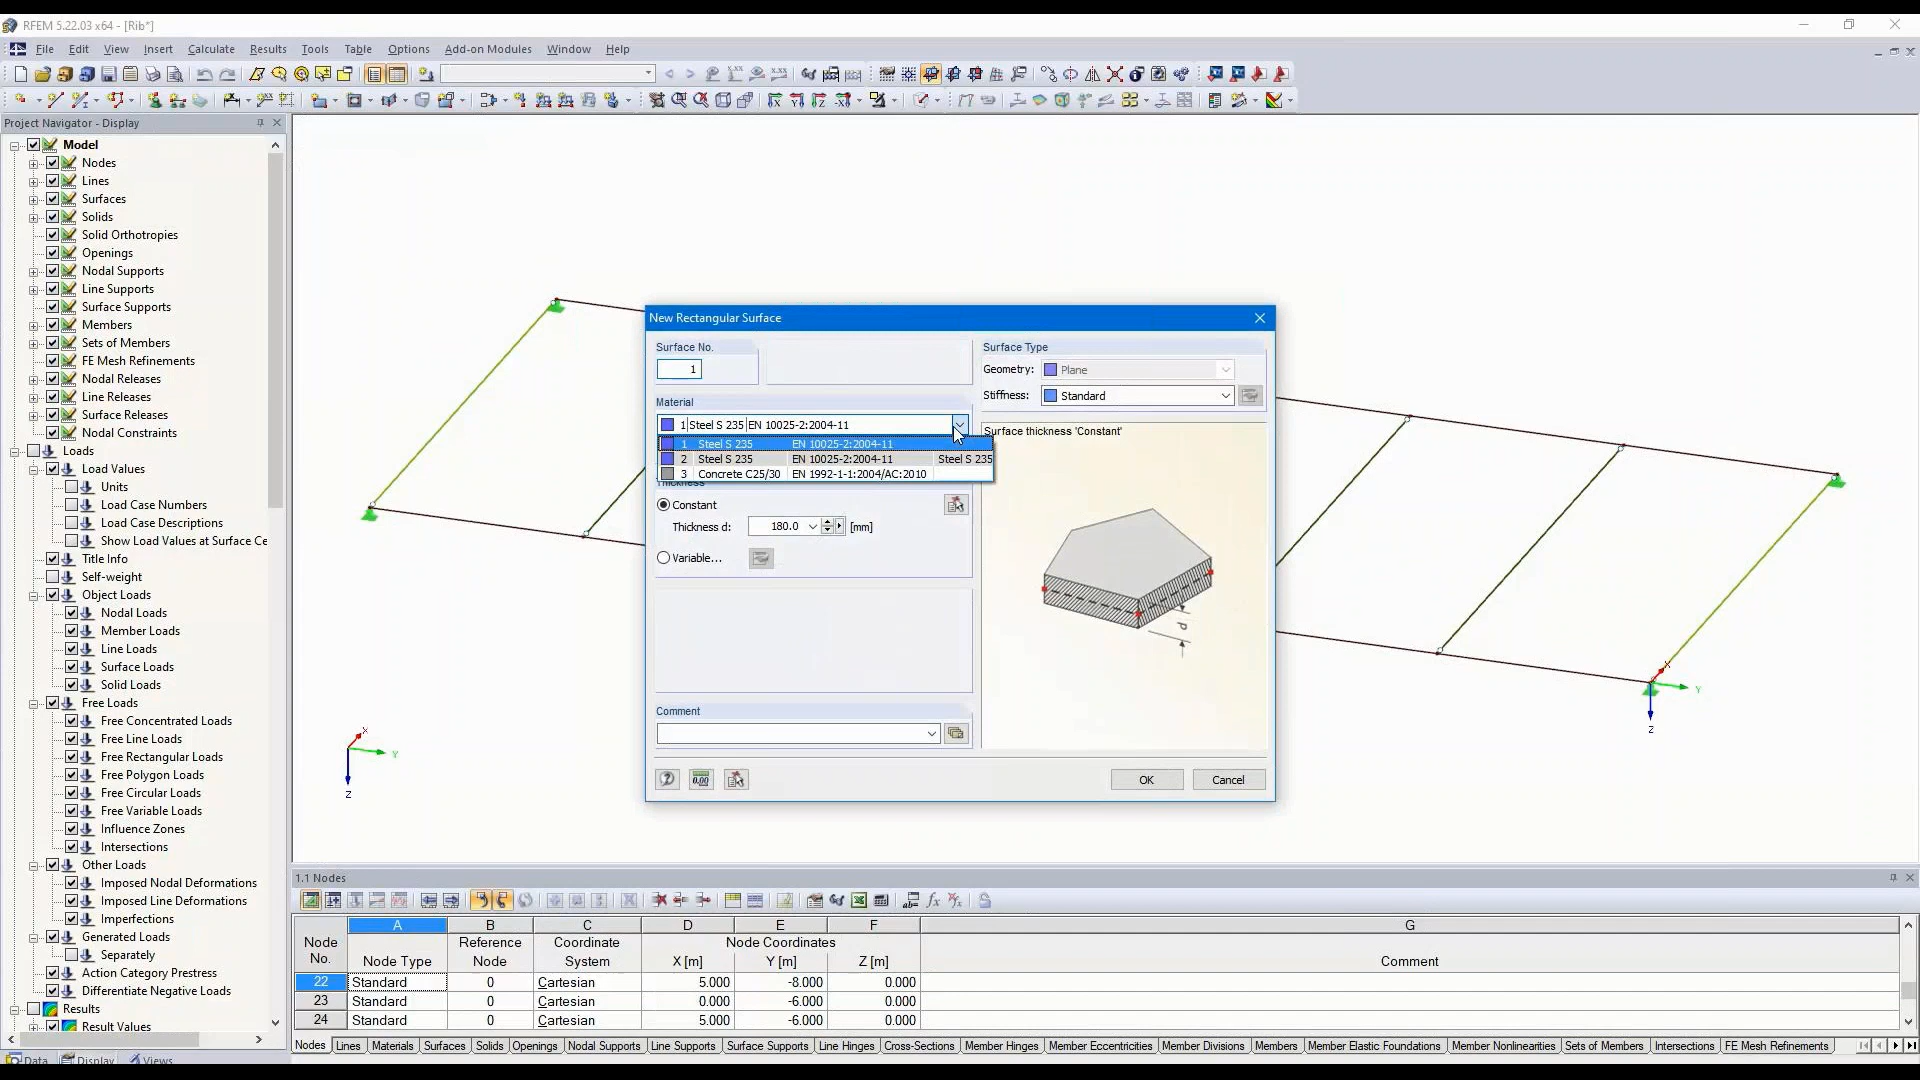 RFEM 5.22.03 x64 - [Rib*]
File Edit View Insert Calculate Results Tools Table Options Add-on Modules Window Help
Project Navigator - Display
Model
Nodes
Lines
Surfaces
Solids
Solid Orthotropies
Openings
Nodal Supports
Line Supports
Surface Supports
Members
Sets of Members
FE Mesh Refinements
Nodal Releases
Line Releases
Surface Releases
Nodal Constraints
Loads
Load Values
Units
Load Case Numbers
Load Case Descriptions
Show Load Values at Surface Ce
Title Info
Self-weight
Object Loads
Nodal Loads
Member Loads
Line Loads
Surface Loads
Solid Loads
Free Loads
Free Concentrated Loads
Free Line Loads
Free Rectangular Loads
Free Polygon Loads
Free Circular Loads
Free Variable Loads
Influence Zones
Intersections
Other Loads
Imposed Nodal Deformations
Imposed Line Deformations
Imperfections
Generated Loads
Separately
Action Category Prestress
Differentiate Negative Loads
Results
Result Values
Data Display Views
X
Y
Z
X
Y
Z
New Rectangular Surface
Surface No.
1
Material
1 Steel S 235 EN 10025-2:2004-11
1 Steel S 235 EN 10025-2:2004-11
2 Steel S 235 EN 10025-2:2004-11 Steel S 235
3 Concrete C25/30 EN 1992-1-1:2004/AC:2010
Thickness
Constant
Thickness d: 180.0 [mm]
Variable...
Comment
Surface Type
Geometry: Plane
Stiffness: Standard
Surface thickness 'Constant'
d
0.00
OK Cancel
1.1 Nodes
A B C D E F G
Node Reference Coordinate Node Coordinates
No. Node Type Node System X [m] Y [m] Z [m] Comment
22 Standard 0 Cartesian 5.000 -8.000 0.000
23 Standard 0 Cartesian 0.000 -6.000 0.000
24 Standard 0 Cartesian 5.000 -6.000 0.000
Nodes Lines Materials Surfaces Solids Openings Nodal Supports Line Supports Surface Supports Line Hinges Cross-Sections Member Hinges Member Eccentricities Member Divisions Members Member Elastic Foundations Member Nonlinearities Sets of Members Intersections FE Mesh Refinements